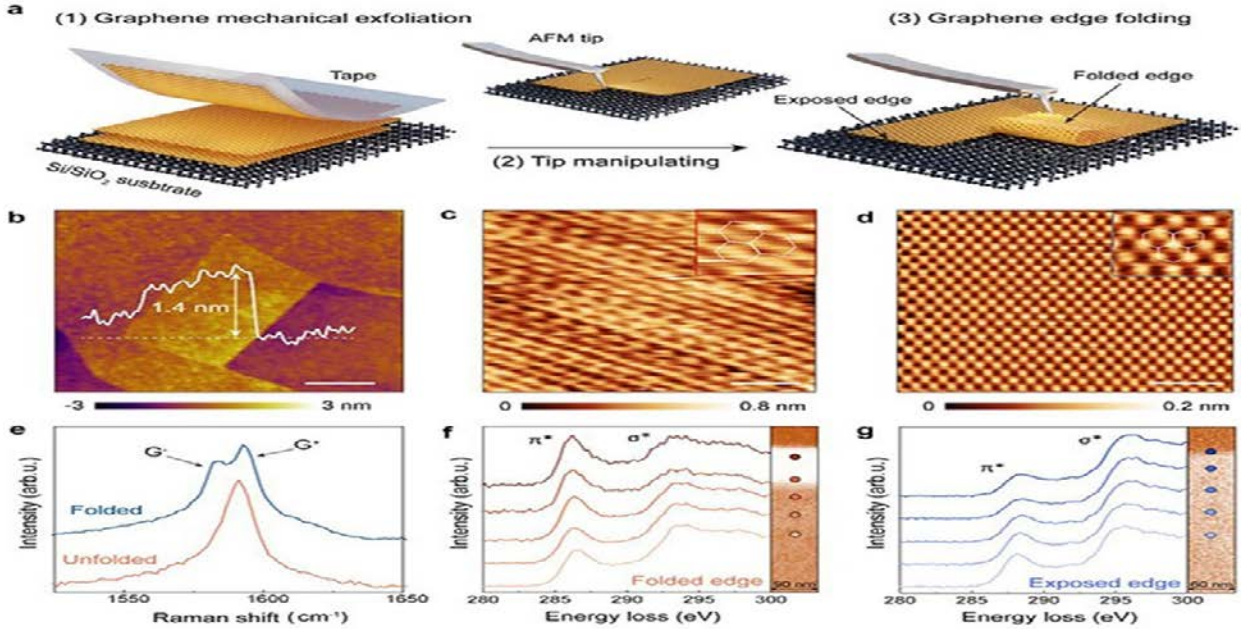 a
(1) Graphene mechanical exfoliation
(3) Graphene edge folding
AFM tip
Tape
Folded edge
Exposed edge
(2) Tip manipulating
Si/SiO₂ susbtrate
b
c
d
1.4 nm
-3
3 nm
0
0.8 nm
0
0.2 nm
e
G⁻
G⁺
Folded
Unfolded
Intensity (arb.u.)
1550
1600
1650
Raman shift (cm⁻¹)
f
π*
σ*
Intensity (arb.u.)
Folded edge
50 nm
280
285
290
295
300
Energy loss (eV)
g
π*
σ*
Intensity (arb.u.)
Exposed edge
50 nm
280
285
290
295
300
Energy loss (eV)